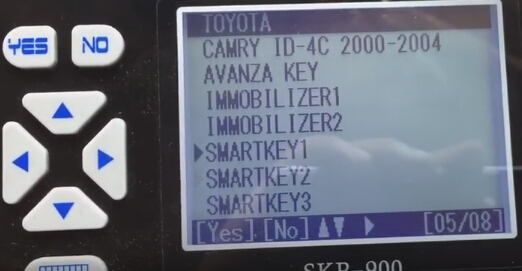 YES NO
TOYOTA
CAMRY ID-4C 2000-2004
AVANZA KEY
IMMOBILIZER1
IMMOBILIZER2
SMARTKEY1
SMARTKEY2
SMARTKEY3
[Yes] [No] [05/08]
SKP-900